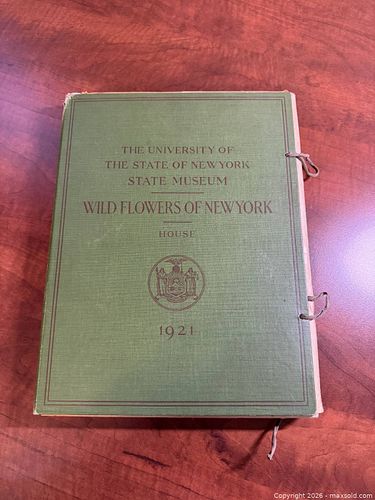 THE UNIVERSITY OF
THE STATE OF NEW YORK
STATE MUSEUM
WILD FLOWERS OF NEW YORK
HOUSE
1921
Copyright 2026 - maxsold.com